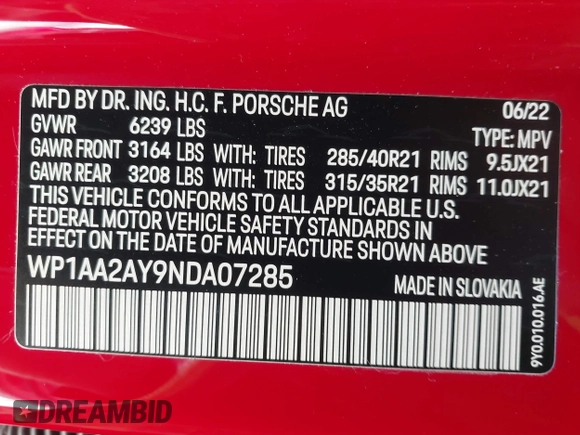 MFD BY DR. ING. H.C. F. PORSCHE AG 06/22
GVWR 6239 LBS TYPE: MPV
GAWR FRONT 3164 LBS WITH: TIRES 285/40R21 RIMS 9.5JX21
GAWR REAR 3208 LBS WITH: TIRES 315/35R21 RIMS 11.0JX21
THIS VEHICLE CONFORMS TO ALL APPLICABLE U.S.
FEDERAL MOTOR VEHICLE SAFETY STANDARDS IN
EFFECT ON THE DATE OF MANUFACTURE SHOWN ABOVE
WP1AA2AY9NDA07285 MADE IN SLOVAKIA
9Y0.010.016.AE
DREAMBID